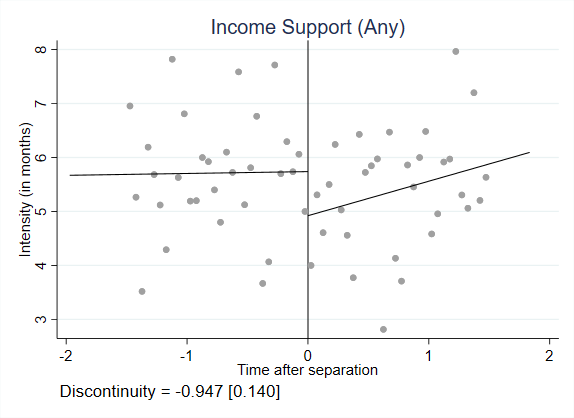 Income Support (Any)
8
7
6
5
4
3
Intensity (in months)
-2 -1 0 1 2
Time after separation
Discontinuity = -0.947 [0.140]